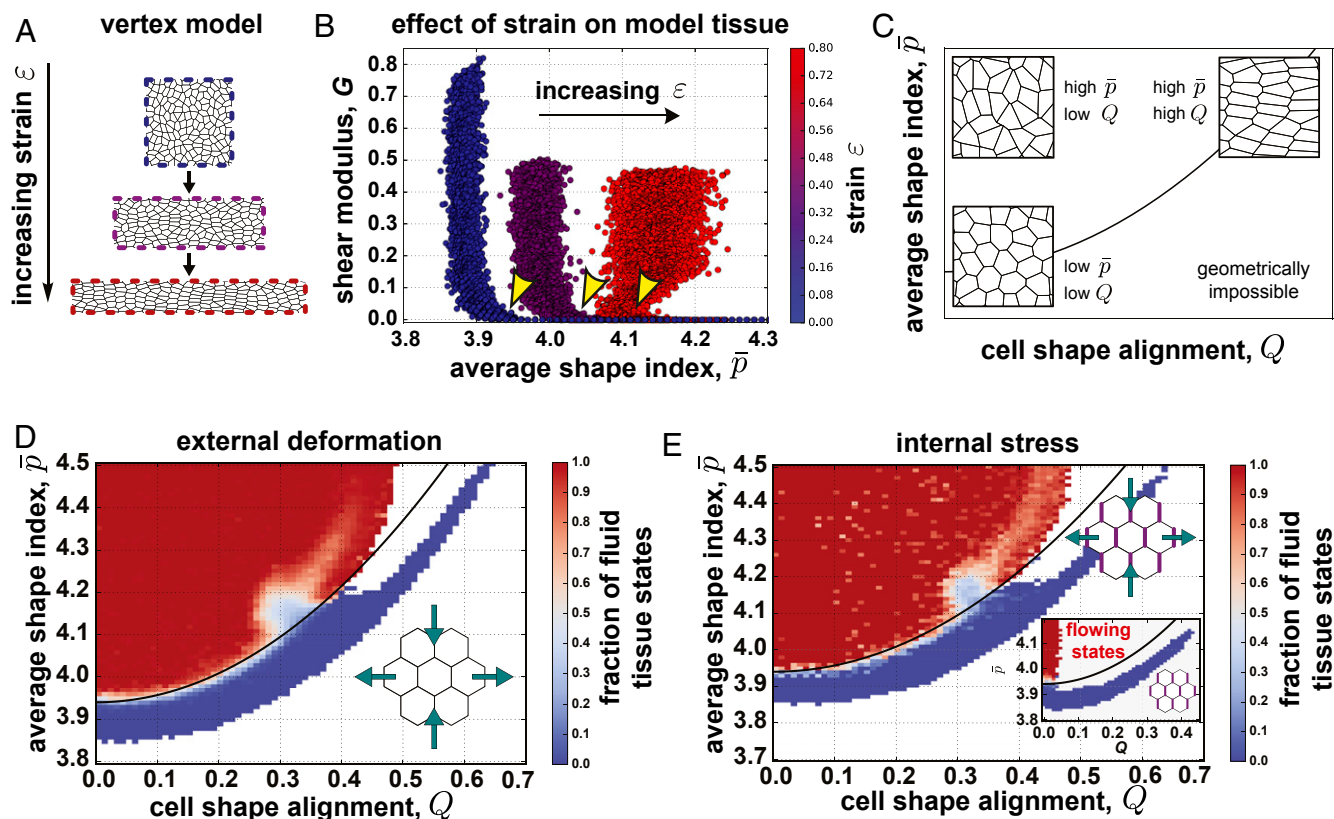 A
vertex model
increasing strain ε
B
effect of strain on model tissue
shear modulus, G
0.8
0.7
0.6
0.5
0.4
0.3
0.2
0.1
0.0
increasing ε
3.8
3.9
4.0
4.1
4.2
4.3
average shape index, p̄
0.80
0.72
0.64
0.56
0.48
0.40
0.32
0.24
0.16
0.08
0.00
strain ε
C
average shape index, p̄
high p̄
low Q
high p̄
high Q
low p̄
low Q
geometrically
impossible
cell shape alignment, Q
D
external deformation
average shape index, p̄
4.5
4.4
4.3
4.2
4.1
4.0
3.9
3.8
0.0
0.1
0.2
0.3
0.4
0.5
0.6
0.7
cell shape alignment, Q
1.0
0.9
0.8
0.7
0.6
0.5
0.4
0.3
0.2
0.1
0.0
fraction of fluid
tissue states
E
internal stress
average shape index, p̄
4.5
4.4
4.3
4.2
4.1
4.0
3.9
3.8
3.7
0.0
0.1
0.2
0.3
0.4
0.5
0.6
0.7
cell shape alignment, Q
flowing
states
p̄
4.1
4.0
3.9
3.8
0.0
0.1
0.2
0.3
0.4
Q
1.0
0.9
0.8
0.7
0.6
0.5
0.4
0.3
0.2
0.1
0.0
fraction of fluid
tissue states